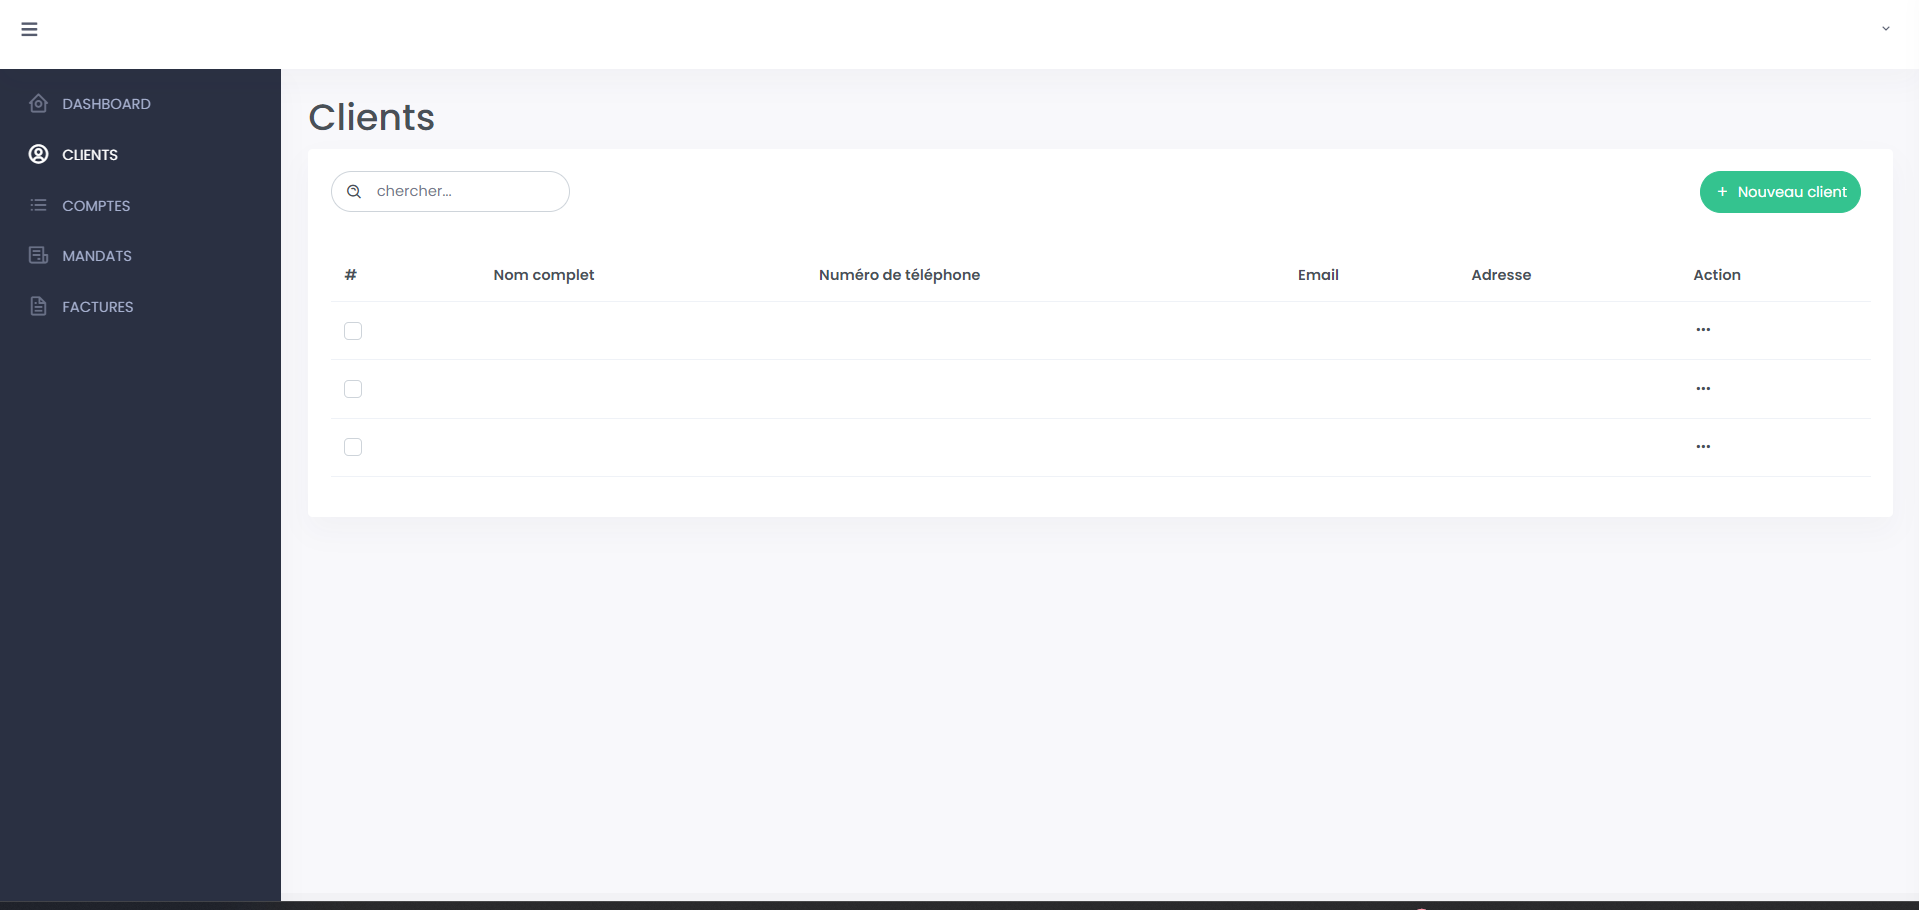 DASHBOARD
CLIENTS
COMPTES
MANDATS
FACTURES
Clients
chercher...
+ Nouveau client
# Nom complet Numéro de téléphone Email Adresse Action
...
...
...